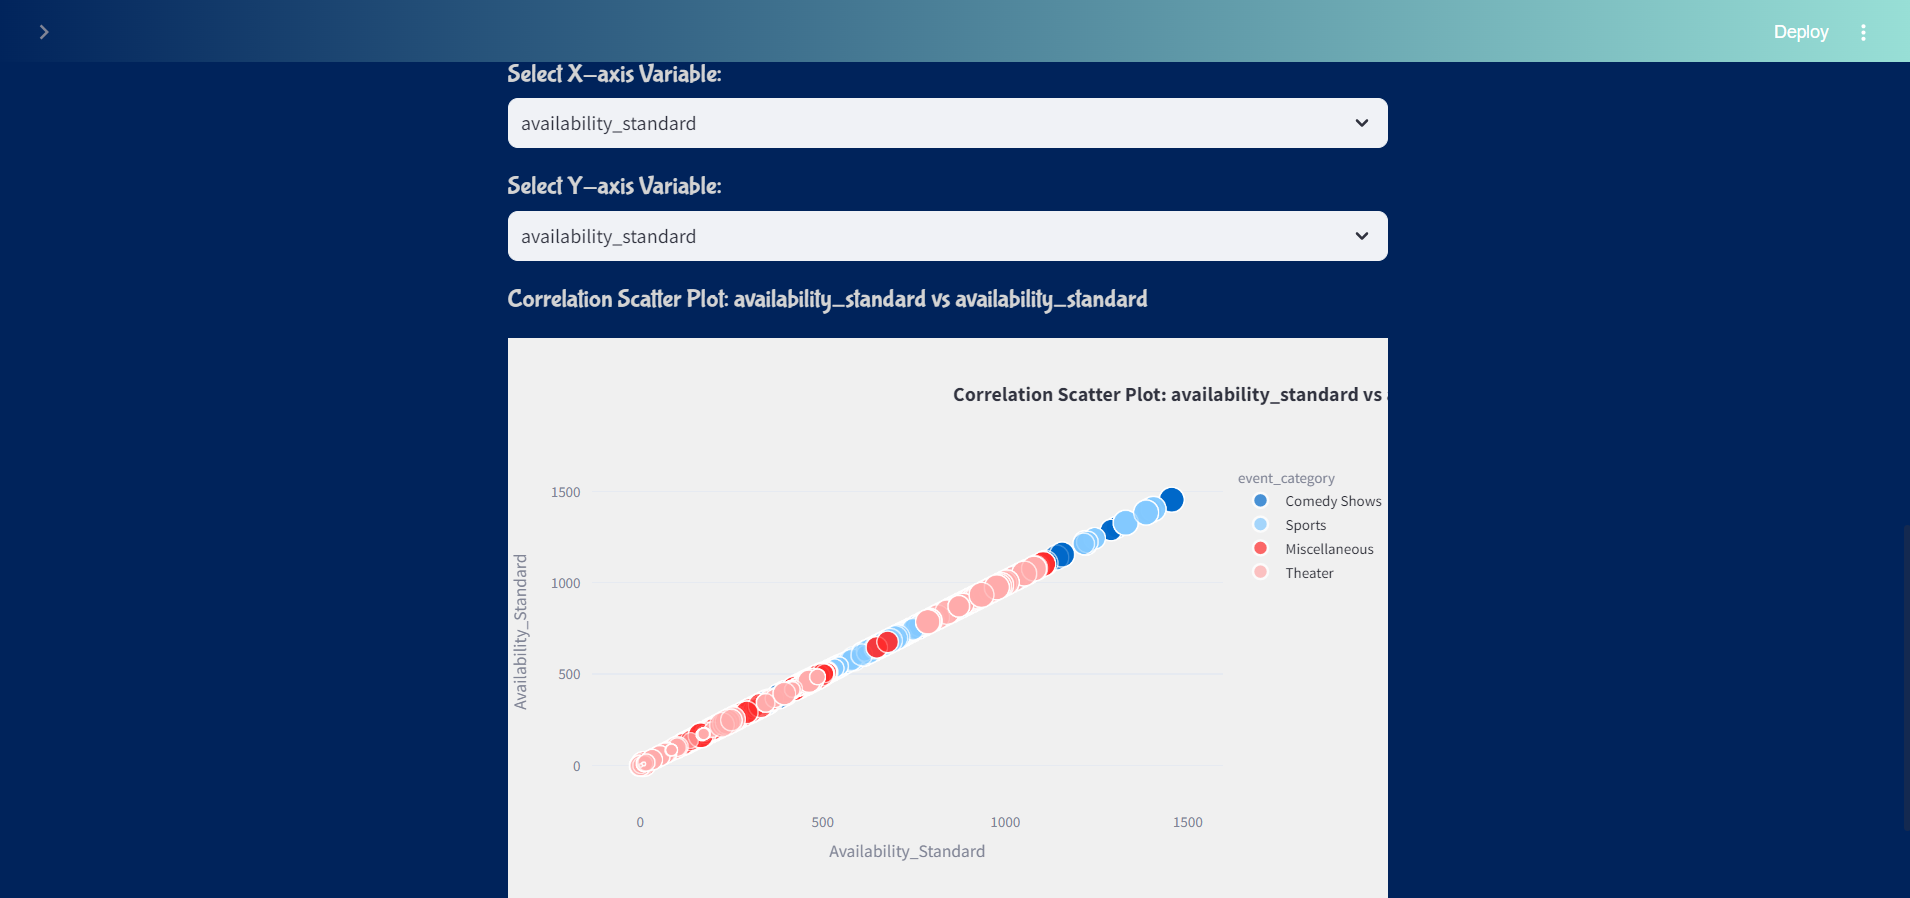 Deploy
Select X-axis Variable:
availability_standard
Select Y-axis Variable:
availability_standard
Correlation Scatter Plot: availability_standard vs availability_standard
Correlation Scatter Plot: availability_standard vs
event_category
Comedy Shows
Sports
Miscellaneous
Theater
Availability_Standard
1500
1000
500
0
0 500 1000 1500
Availability_Standard